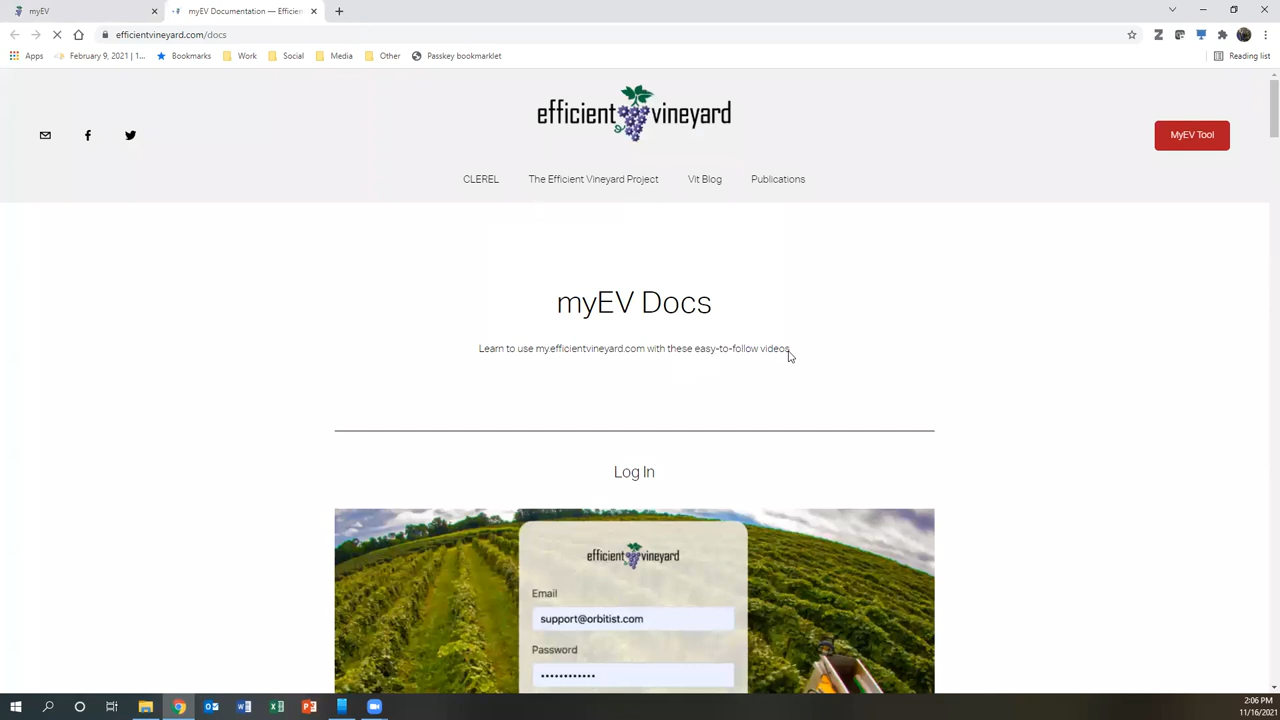 myEV
myEV Documentation — Efficien
efficientvineyard.com/docs
Apps
February 9, 2021 | 1...
Bookmarks
Work
Social
Media
Other
Passkey bookmarklet
Reading list
efficient vineyard
MyEV Tool
CLEREL
The Efficient Vineyard Project
Vit Blog
Publications
myEV Docs
Learn to use my.efficientvineyard.com with these easy-to-follow videos.
Log In
efficient vineyard
Email
support@orbitist.com
Password
2:06 PM
11/16/2021